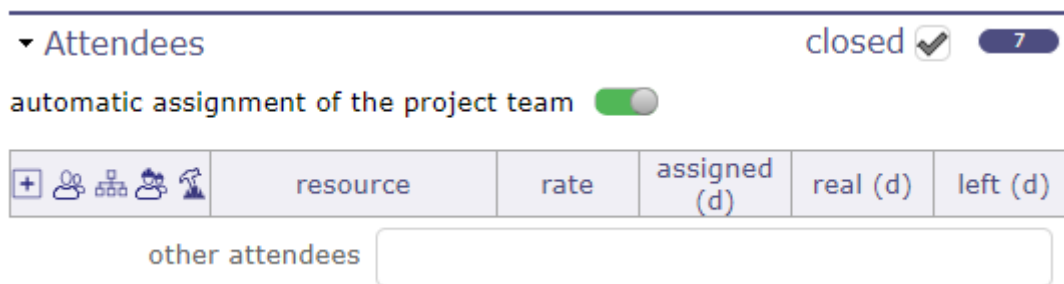 Attendees closed 7
automatic assignment of the project team
resource rate assigned (d) real (d) left (d)
other attendees